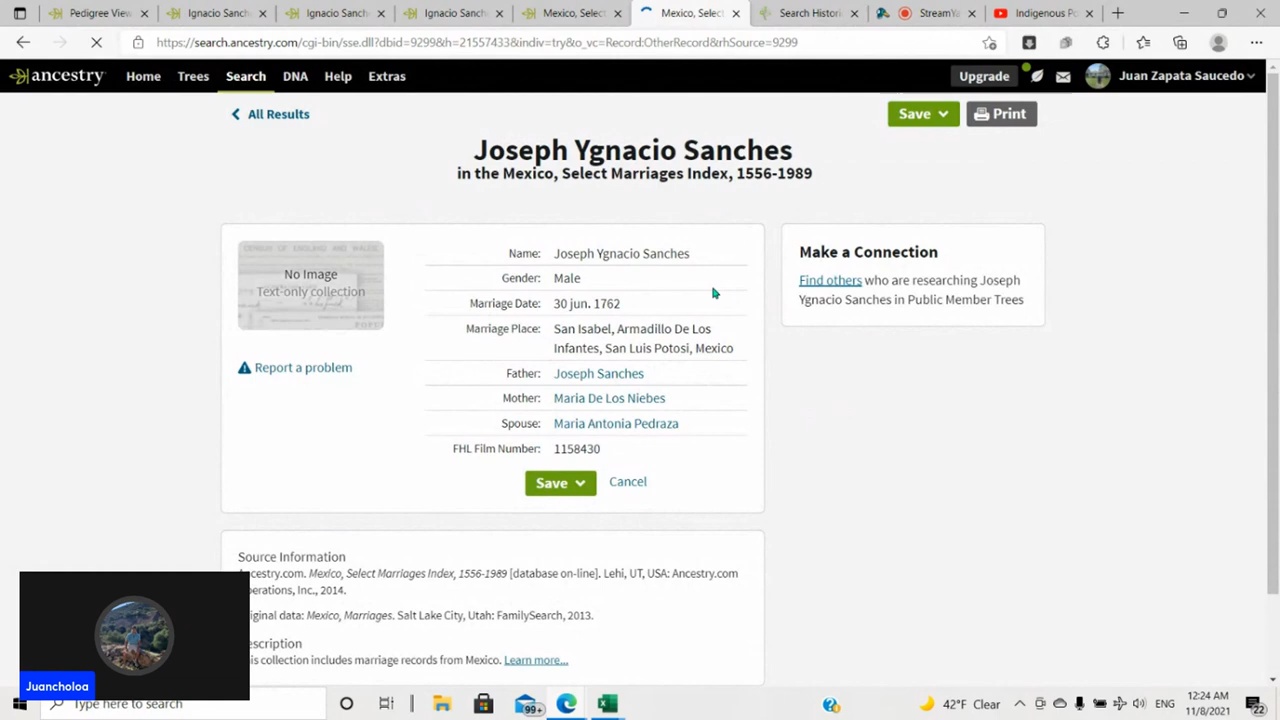 Pedigree View
Ignacio Sanch
Ignacio Sanch
Ignacio Sanch
Mexico, Select
Mexico, Select
Search Histori
StreamYa
Indigenous Po
https://search.ancestry.com/cgi-bin/sse.dll?dbid=9299&h=21557433&indiv=try&o_vc=Record:OtherRecord&rhSource=9299
ancestry Home Trees Search DNA Help Extras Upgrade Juan Zapata Saucedo
All Results Save Print
Joseph Ygnacio Sanches
in the Mexico, Select Marriages Index, 1556-1989
No Image
Text-only collection
Report a problem
Name: Joseph Ygnacio Sanches
Gender: Male
Marriage Date: 30 jun. 1762
Marriage Place: San Isabel, Armadillo De Los
Infantes, San Luis Potosi, Mexico
Father: Joseph Sanches
Mother: Maria De Los Niebes
Spouse: Maria Antonia Pedraza
FHL Film Number: 1158430
Save Cancel
Make a Connection
Find others who are researching Joseph
Ygnacio Sanches in Public Member Trees
Source Information
ncestry.com. Mexico, Select Marriages Index, 1556-1989 [database on-line]. Lehi, UT, USA: Ancestry.com
perations, Inc., 2014.
iginal data: Mexico, Marriages. Salt Lake City, Utah: FamilySearch, 2013.
escription
is collection includes marriage records from Mexico. Learn more...
Juancholoa
Type here to search
99+
42°F Clear
ENG
12:24 AM
11/8/2021
22